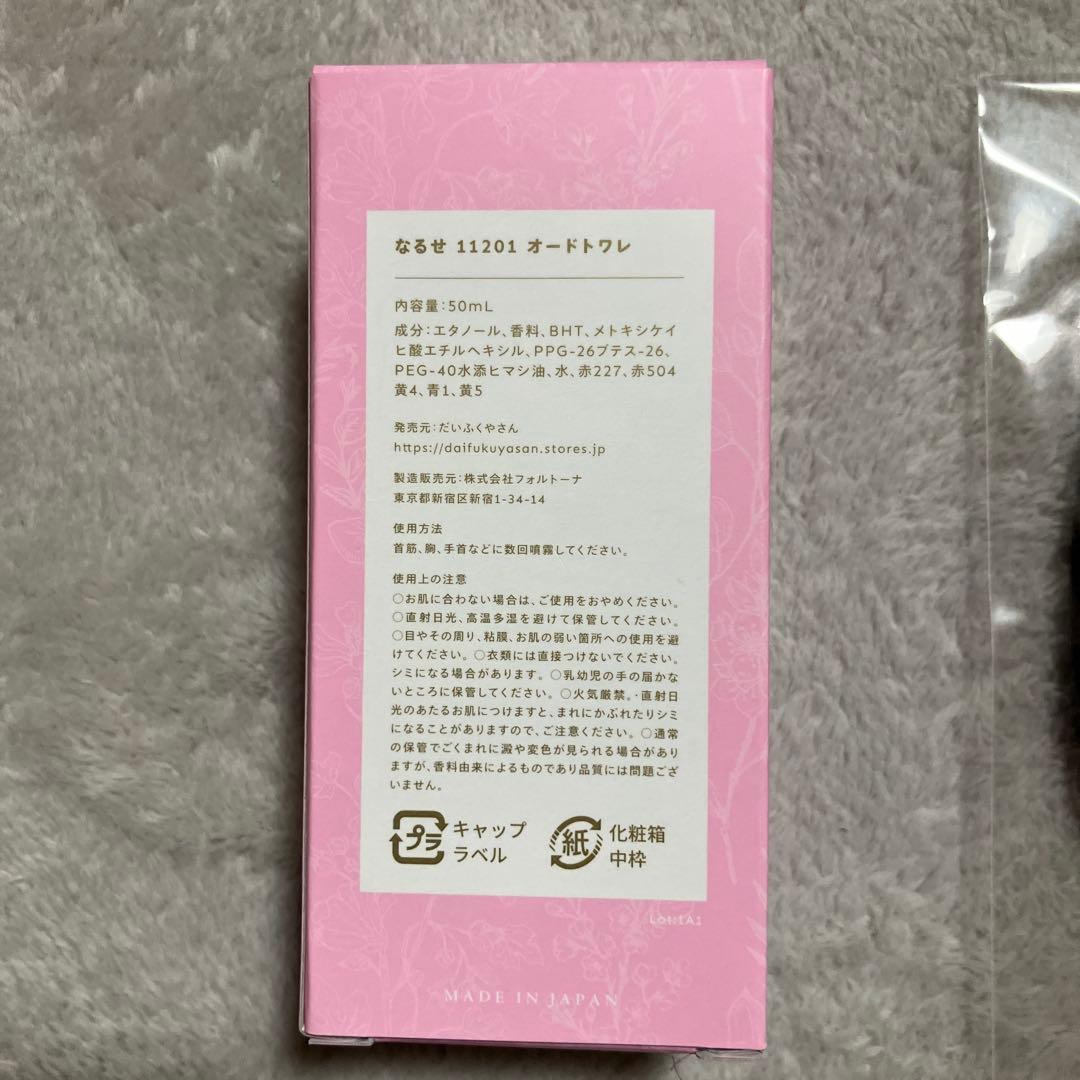 なるせ 11201 オードトワレ
内容量:50mL
成分:エタノール、香料、BHT、メトキシケイ
ヒ酸エチルヘキシル、PPG-26ブテス-26、
PEG-40水添ヒマシ油、水、赤227、赤504
黄4、青1、黄5
発売元:だいふくやさん
https://daifukuyasan.stores.jp
製造販売元:株式会社フォルトーナ
東京都新宿区新宿1-34-14
使用方法
首筋、胸、手首などに数回噴霧してください。
使用上の注意
○お肌に合わない場合は、ご使用をおやめください。
○直射日光、高温多湿を避けて保管してください。
○目やその周り、粘膜、お肌の弱い箇所への使用を避
けてください。○衣類には直接つけないでください。
シミになる場合があります。○乳幼児の手の届かな
いところに保管してください。○火気厳禁。・直射日
光のあたるお肌につけますと、まれにかぶれたりシミ
になることがありますので、ご注意ください。○通常
の保管でごくまれに澱や変色が見られる場合があり
ますが、香料由来によるものであり品質には問題ござ
いません。
プラ キャップ
ラベル
紙 化粧箱
中枠
Lot:1A1
MADE IN JAPAN